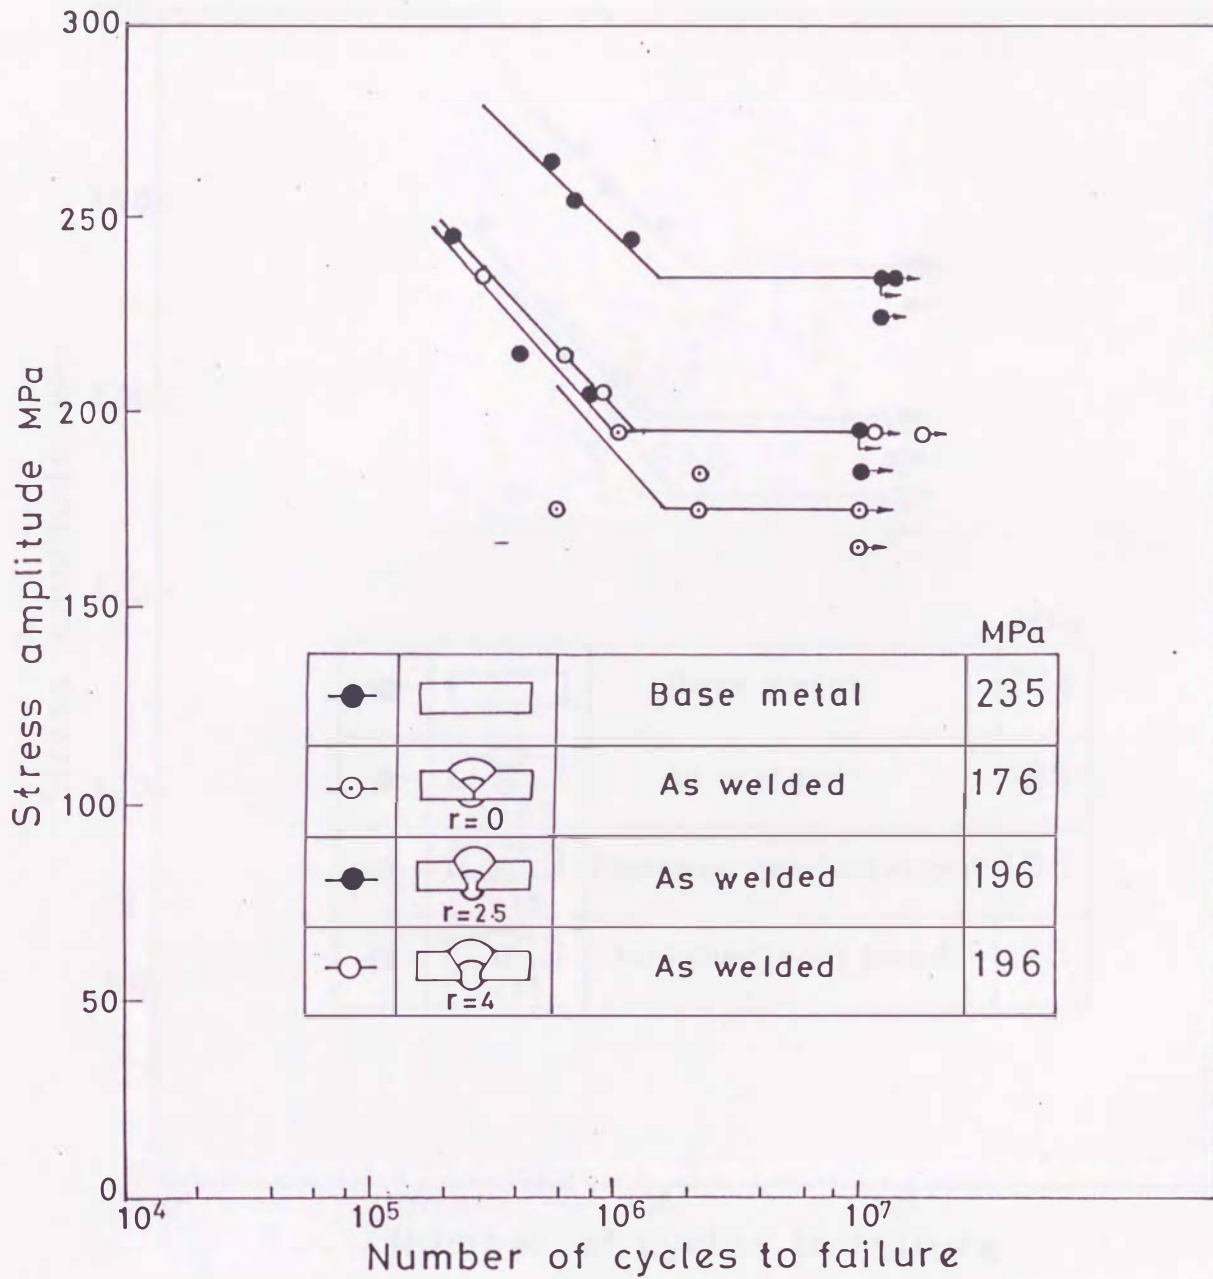 300
250
200
150
100
50
0
Stress amplitude MPa
MPa
Base metal 235
As welded 176
r=0
As welded 196
r=2.5
As welded 196
r=4
10⁴ 10⁵ 10⁶ 10⁷
Number of cycles to failure